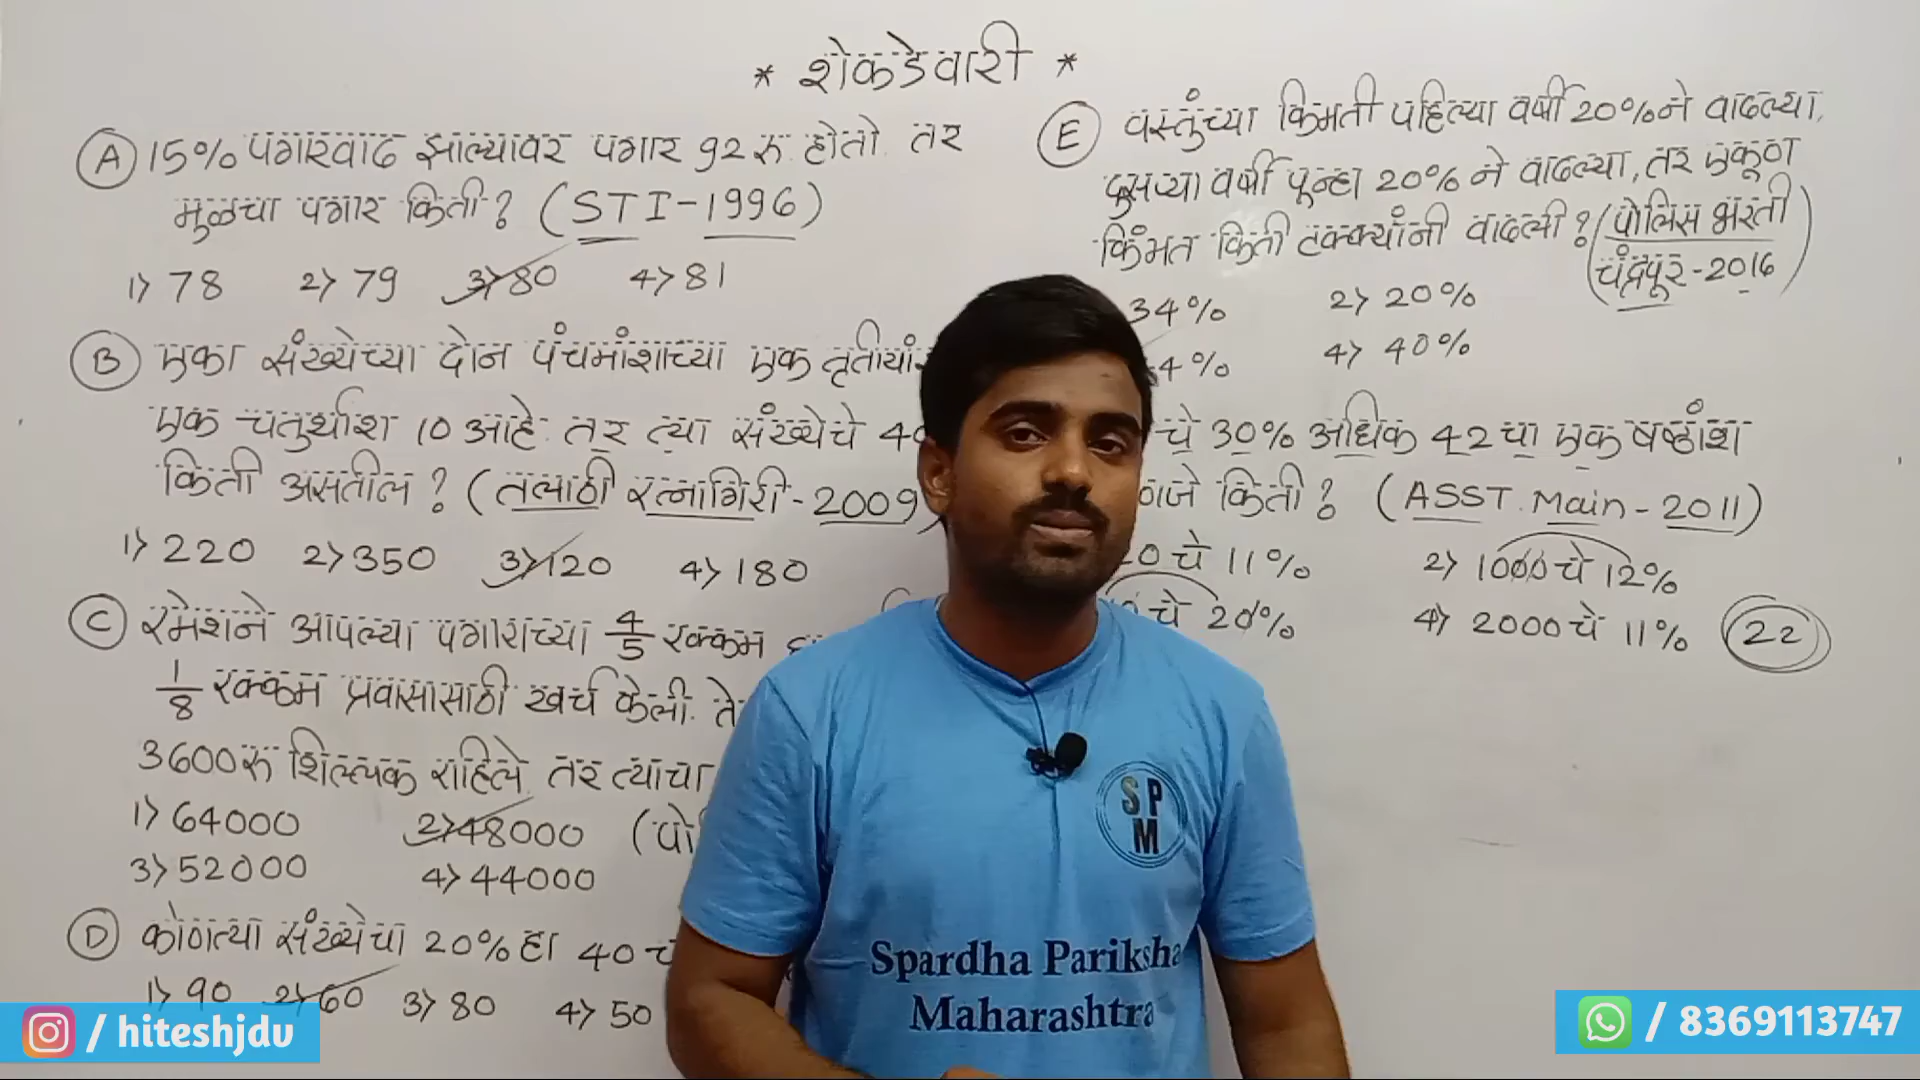 * शेकडेवारी *
A 15% पगारवाढ झाल्यावर पगार 92 रु. होतो. तर
मुळचा पगार किती? (STI-1996)
1) 78 2) 79 3) 80 4) 81
B एका संख्येच्या दोन पंचमांशाच्या एक
एक चतुर्थांश 10 आहे. तर त्या संख्येचे
किती असतील? (तलाठी रत्नागिरी-2009)
1) 220 2) 350 3) 120 4) 180
C रमेशने आपल्या पगाराच्या 4/5 रक्कम
1/8 रक्कम प्रवासासाठी खर्च केली.
3600 रु शिल्लक राहिले. तर त्याचा
1) 64000 2) 48000
3) 52000 4) 44000
D कोणत्या संख्येचा 20% हा 40
1) 90 2) 60 3) 80 4) 50
E वस्तुंच्या किमती पहिल्या वर्षी 20% ने वाढल्या,
दुसऱ्या वर्षी पून्हा 20% ने वाढल्या, तर एकूण
किंमत किती टक्क्यांनी वाढली? (पोलिस भरती
चंद्रपूर-2016)
34% 2) 20%
4% 4) 40%
चे 30% अधिक 42 चा एक षष्ठांश
किती? (ASST. Main - 2011)
चे 11% 2) 1000 चे 12%
चे 20% 4) 2000 चे 11% 22
SPM
Spardha Pariksha
Maharashtra
/ hiteshjdu
/ 8369113747